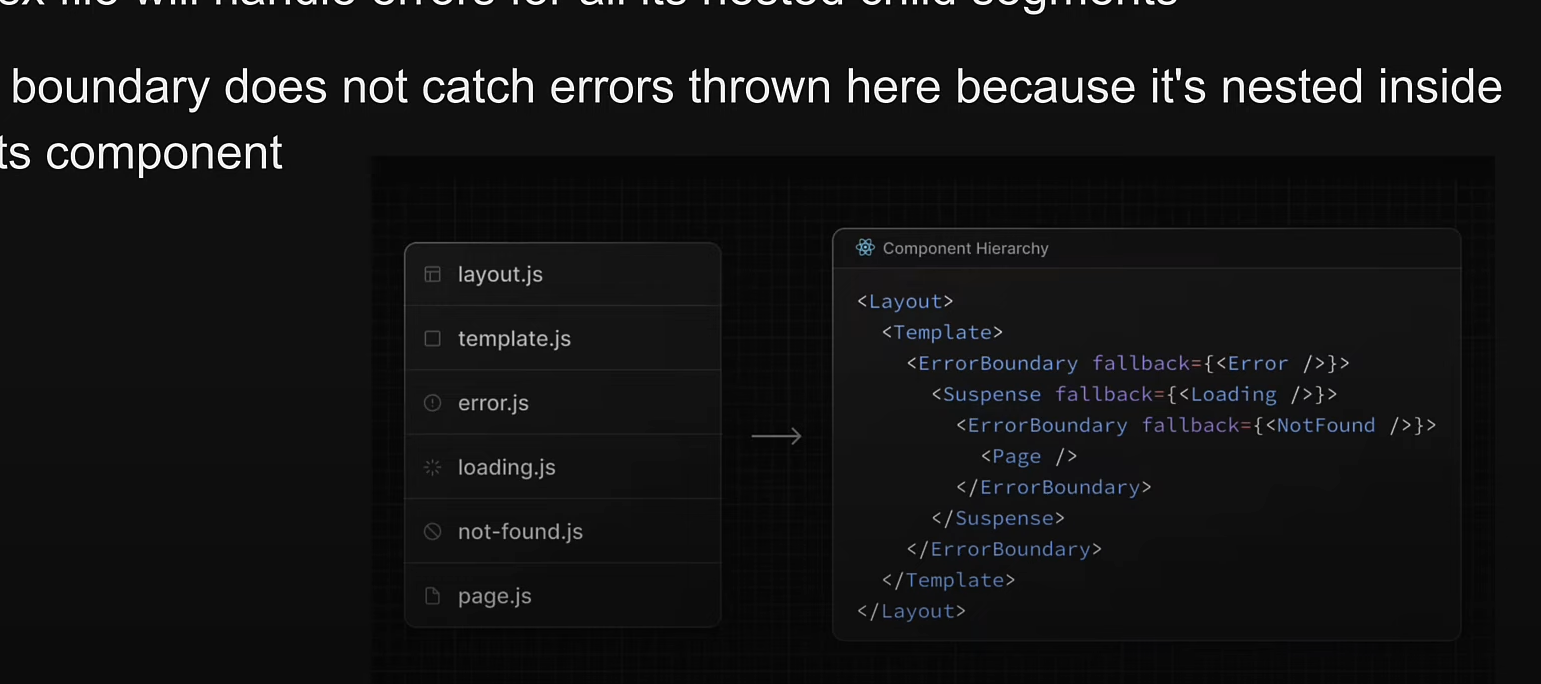 sx file will handle errors for all its nested child segments
boundary does not catch errors thrown here because it's nested inside
ts component
layout.js
template.js
error.js
loading.js
not-found.js
page.js
Component Hierarchy
<Layout>
<Template>
<ErrorBoundary fallback={<Error />}>
<Suspense fallback={<Loading />}>
<ErrorBoundary fallback={<NotFound />}>
<Page />
</ErrorBoundary>
</Suspense>
</ErrorBoundary>
</Template>
</Layout>